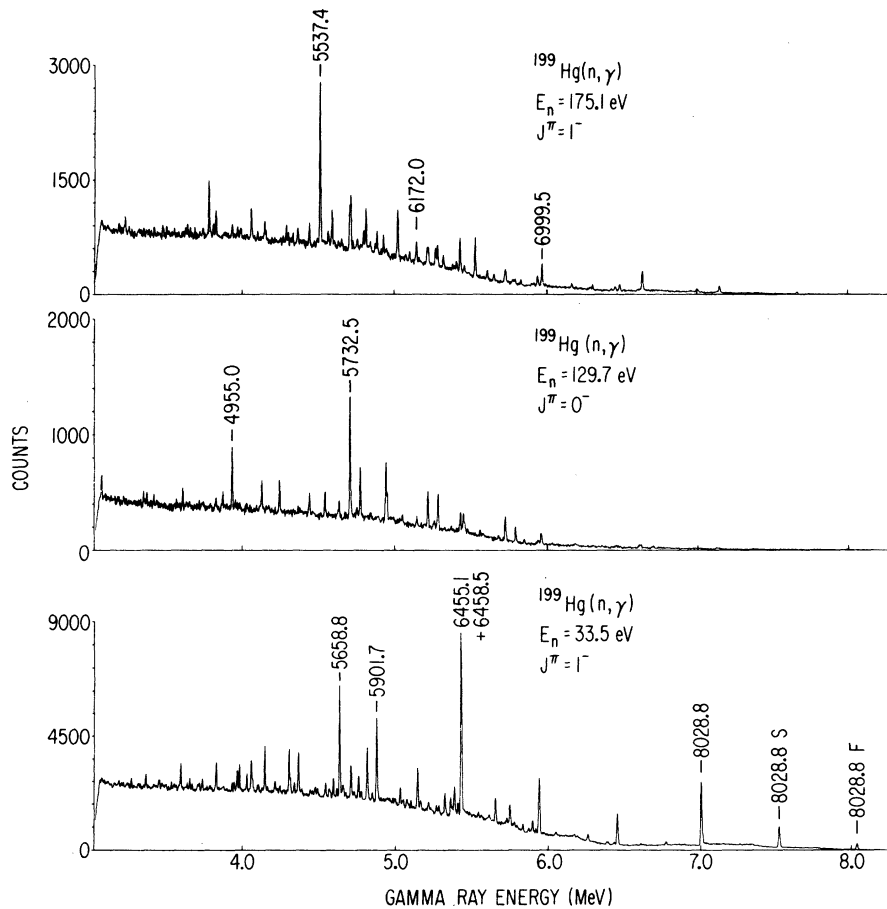 5537.4
3000
1500
0
¹⁹⁹Hg(n,γ)
Eₙ = 175.1 eV
J^π = 1⁻
6172.0
6999.5
2000
1000
0
4955.0
5732.5
¹⁹⁹Hg(n,γ)
Eₙ = 129.7 eV
J^π = 0⁻
COUNTS
9000
4500
0
5658.8
5901.7
6455.1
+ 6458.5
¹⁹⁹Hg(n,γ)
Eₙ = 33.5 eV
J^π = 1⁻
8028.8
8028.8 S
8028.8 F
4.0 5.0 6.0 7.0 8.0
GAMMA RAY ENERGY (MeV)